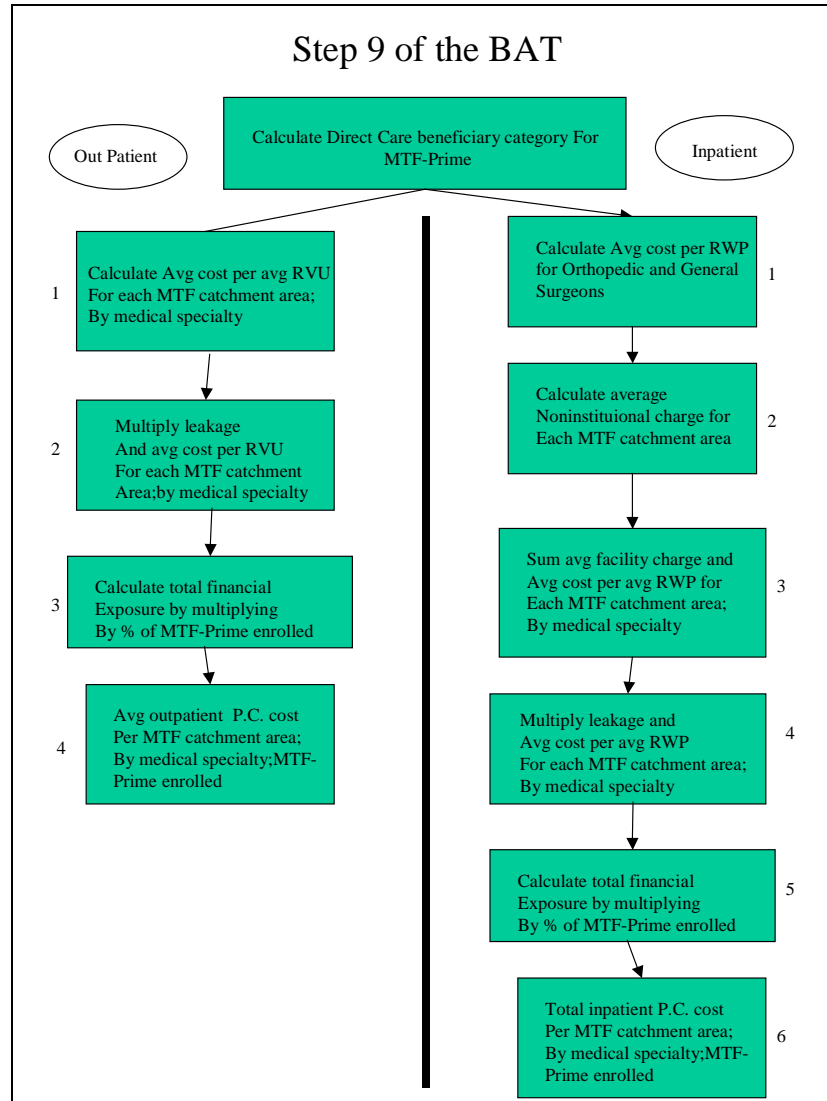 Step 9 of the BAT
Calculate Direct Care beneficiary category For
MTF-Prime
Out Patient
Inpatient
1
Calculate Avg cost per avg RVU
For each MTF catchment area;
By medical specialty
2
Multiply leakage
And avg cost per RVU
For each MTF catchment
Area;by medical specialty
3
Calculate total financial
Exposure by multiplying
By % of MTF-Prime enrolled
4
Avg outpatient P.C. cost
Per MTF catchment area;
By medical specialty;MTF-
Prime enrolled
Calculate Avg cost per RWP
for Orthopedic and General
Surgeons
1
Calculate average
Noninstituional charge for
Each MTF catchment area
2
Sum avg facility charge and
Avg cost per avg RWP for
Each MTF catchment area;
By medical specialty
3
Multiply leakage and
Avg cost per avg RWP
For each MTF catchment area;
By medical specialty
4
Calculate total financial
Exposure by multiplying
By % of MTF-Prime enrolled
5
Total inpatient P.C. cost
Per MTF catchment area;
By medical specialty;MTF-
Prime enrolled
6